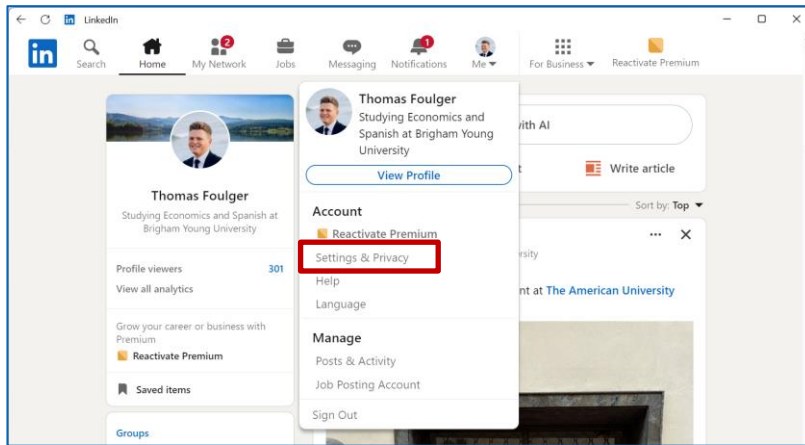 LinkedIn
in
Search
Home
2
My Network
Jobs
Messaging
1
Notifications
Me
For Business
Reactivate Premium
Thomas Foulger
Studying Economics and Spanish at
Brigham Young University
Profile viewers 301
View all analytics
Grow your career or business with
Premium
Reactivate Premium
Saved items
Groups
Thomas Foulger
Studying Economics and
Spanish at Brigham Young
University
View Profile
Account
Reactivate Premium
Settings & Privacy
Help
Language
Manage
Posts & Activity
Job Posting Account
Sign Out
with AI
t
Write article
Sort by: Top
rsity
nt at The American University